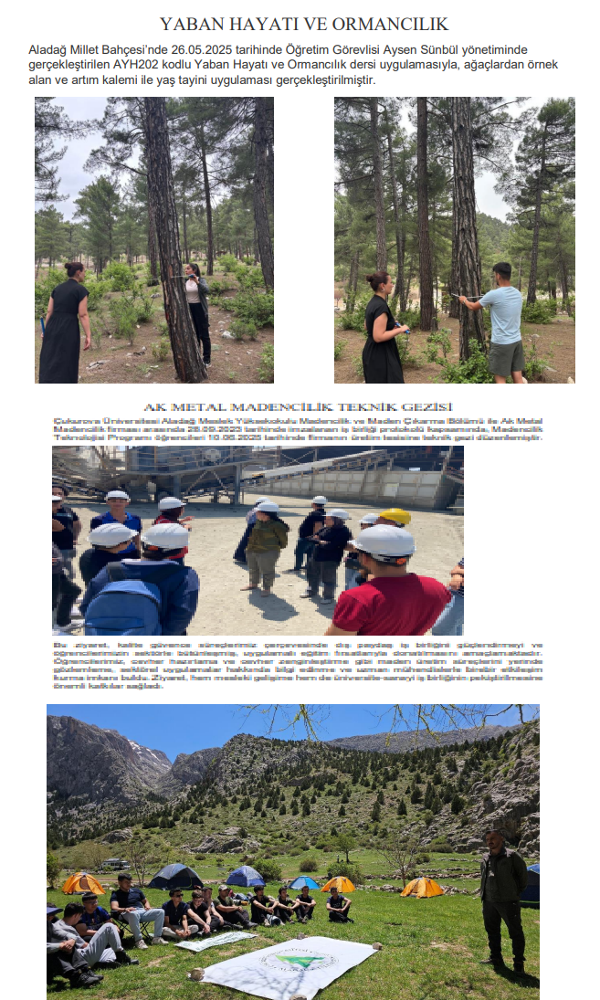 YABAN HAYATI VE ORMANCILIK
Aladağ Millet Bahçesi’nde 26.05.2025 tarihinde Öğretim Görevlisi Aysen Sünbül yönetiminde
gerçekleştirilen AYH202 kodlu Yaban Hayatı ve Ormancılık dersi uygulamasıyla, ağaçlardan örnek
alan ve artım kalemi ile yaş tayini uygulaması gerçekleştirilmiştir.
AK METAL MADENCİLİK TEKNİK GEZİSİ
Çukurova Üniversitesi Aladağ Meslek Yüksekokulu Madencilik ve Maden Çıkarma Bölümü ile Ak Metal
Madencilik firması arasında tarihinde imzalanan iş birliği protokolü kapsamında, Madencilik
Teknolojisi Programı öğrencileri tarihinde firmanın üretim tesisine teknik gezi düzenlemiştir.
Bu ziyaret, kalite güvence süreçlerimiz çerçevesinde dış paydaş iş birliğini güçlendirmeyi ve
öğrencilerimizin sektörle bütünleşmiş, uygulamalı eğitim fırsatlarıyla donatılmasını amaçlamaktadır.
Öğrencilerimiz, cevher hazırlama ve cevher zenginleştirme gibi maden üretim süreçlerini yerinde
gözlemleme, sektörel uygulamalar hakkında bilgi edinme ve uzman mühendislerle birebir etkileşim
kurma imkanı buldu. Ziyaret, hem mesleki gelişime hem de üniversite-sanayi iş birliğinin pekiştirilmesine
önemli katkılar sağladı.